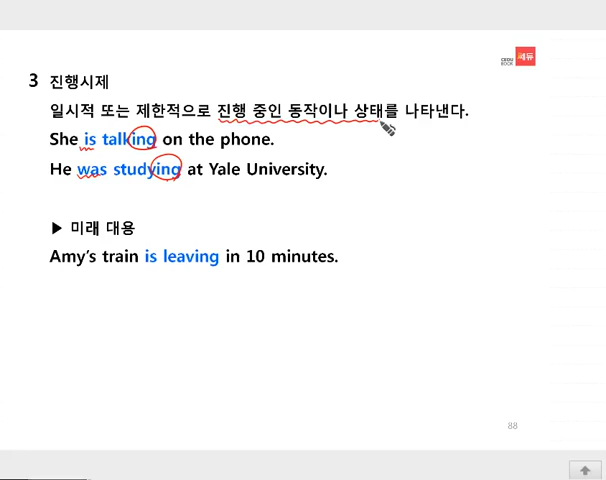 에듀
3 진행시제
일시적 또는 제한적으로 진행 중인 동작이나 상태를 나타낸다.
She is talking on the phone.
He was studying at Yale University.
▶ 미래 대용
Amy's train is leaving in 10 minutes.
88